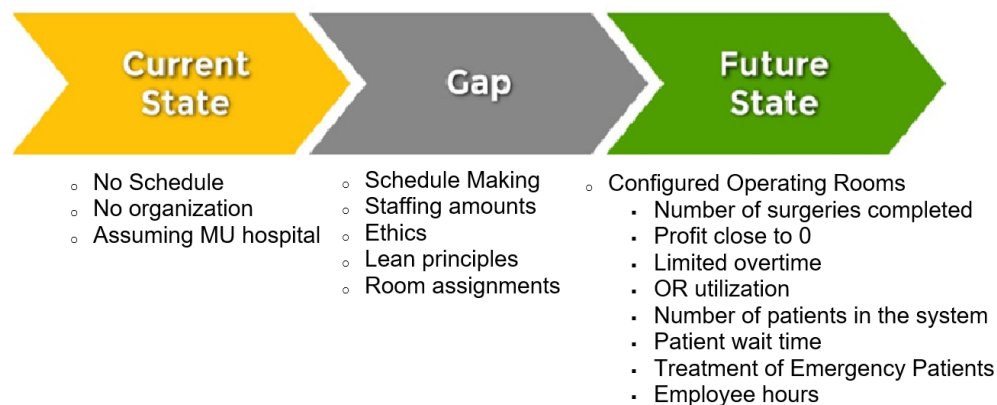 Current
State
Gap
Future
State
No Schedule
No organization
Assuming MU hospital
Schedule Making
Staffing amounts
Ethics
Lean principles
Room assignments
Configured Operating Rooms
Number of surgeries completed
Profit close to 0
Limited overtime
OR utilization
Number of patients in the system
Patient wait time
Treatment of Emergency Patients
Employee hours